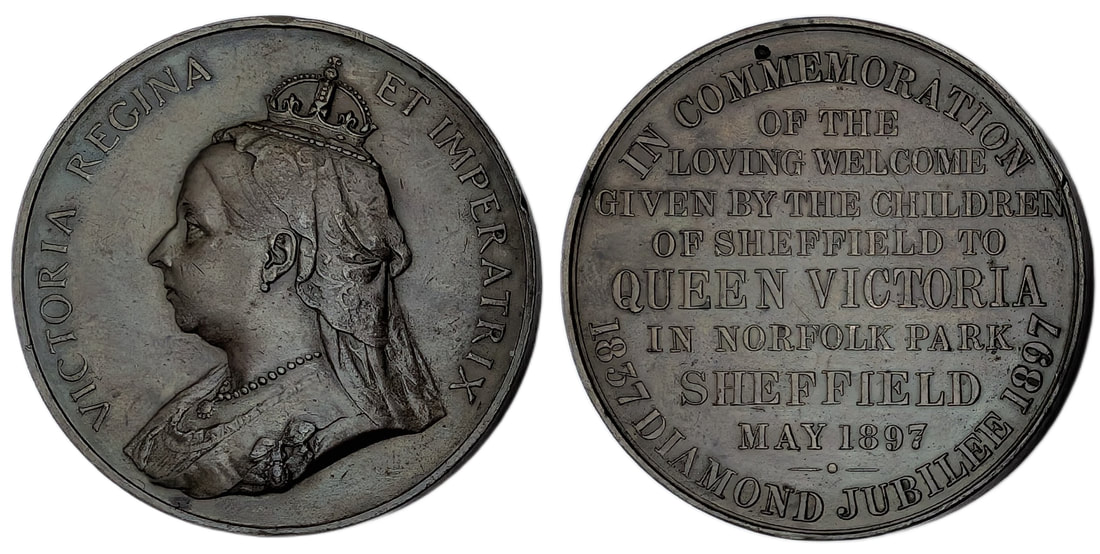 VICTORIA REGINA ET IMPERATRIX
IN COMMEMORATION
OF THE
LOVING WELCOME
GIVEN BY THE CHILDREN
OF SHEFFIELD TO
QUEEN VICTORIA
IN NORFOLK PARK
SHEFFIELD
MAY 1897
1837 DIAMOND JUBILEE 1897